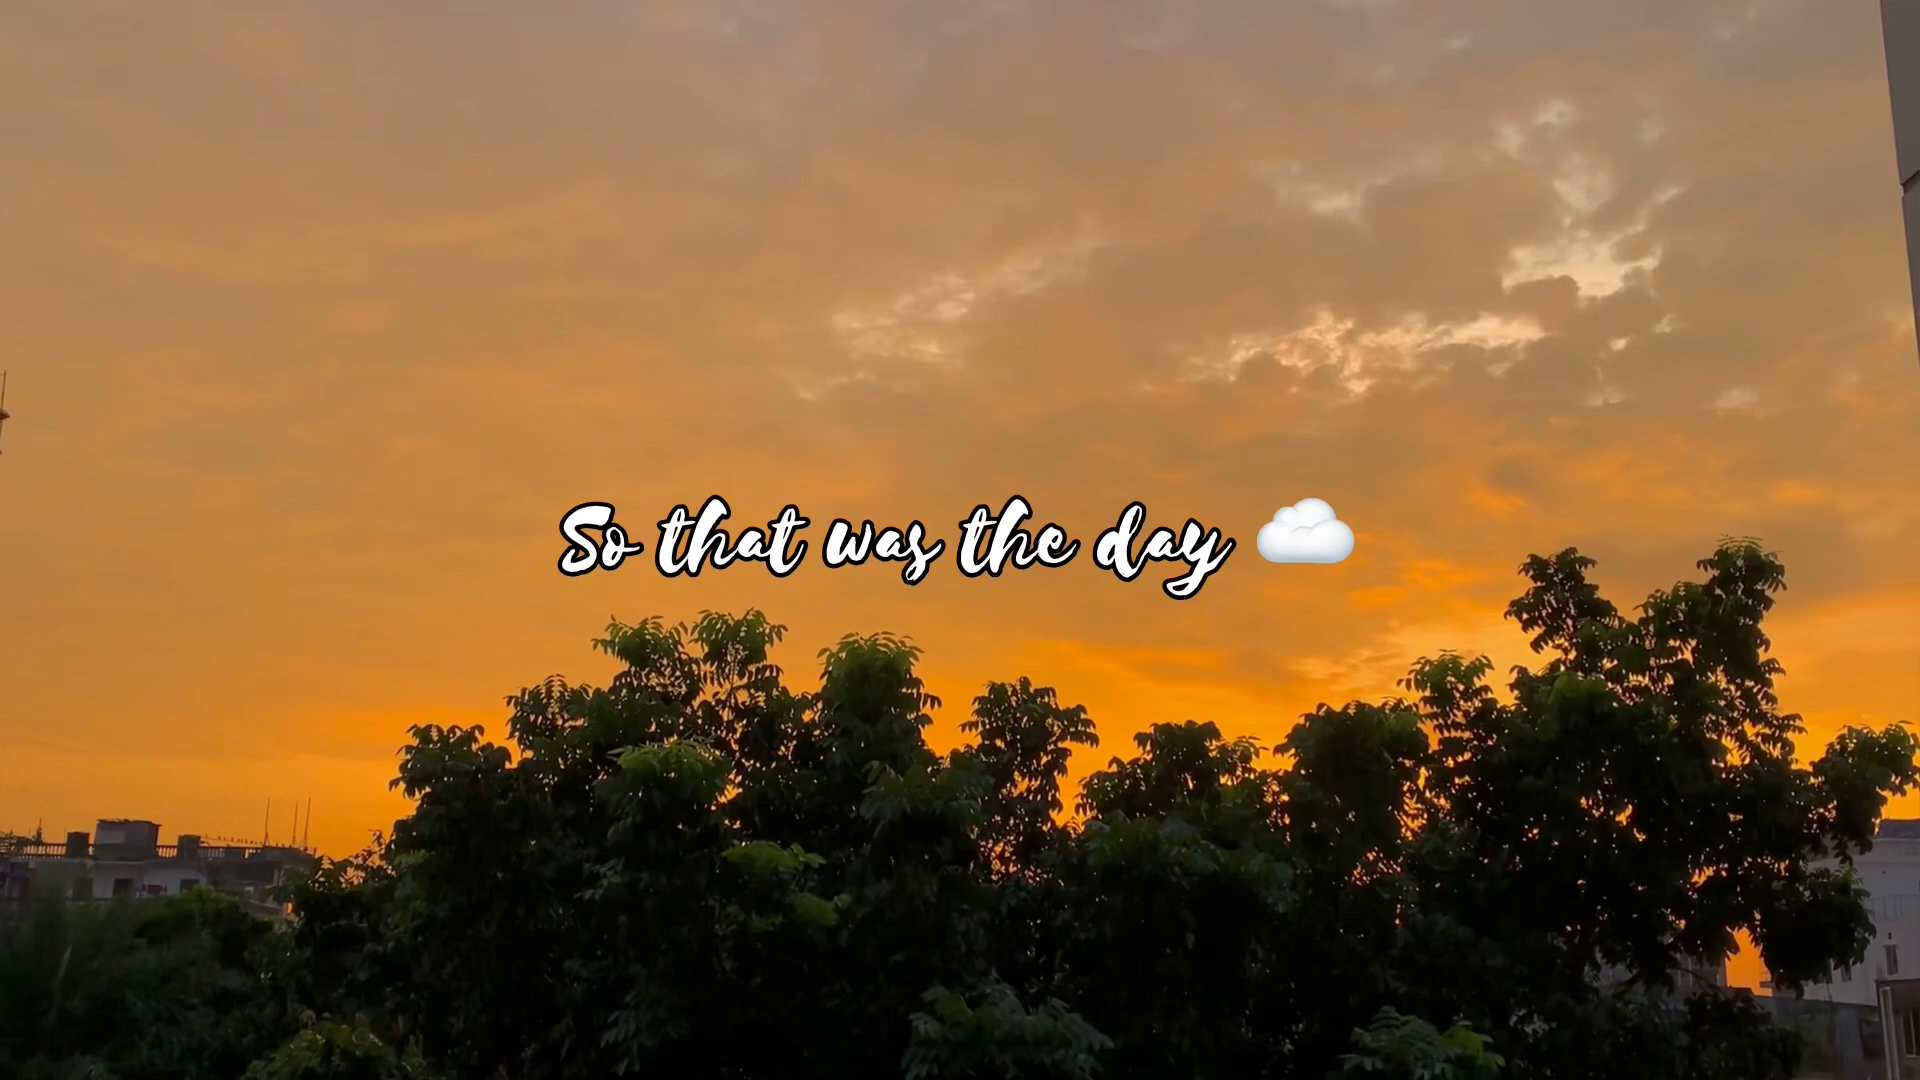 So that was the day ☁️